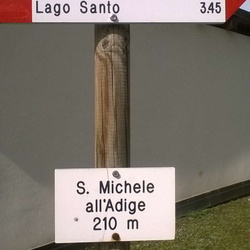 Lago Santo 3.45
S. Michele
all'Adige
210 m